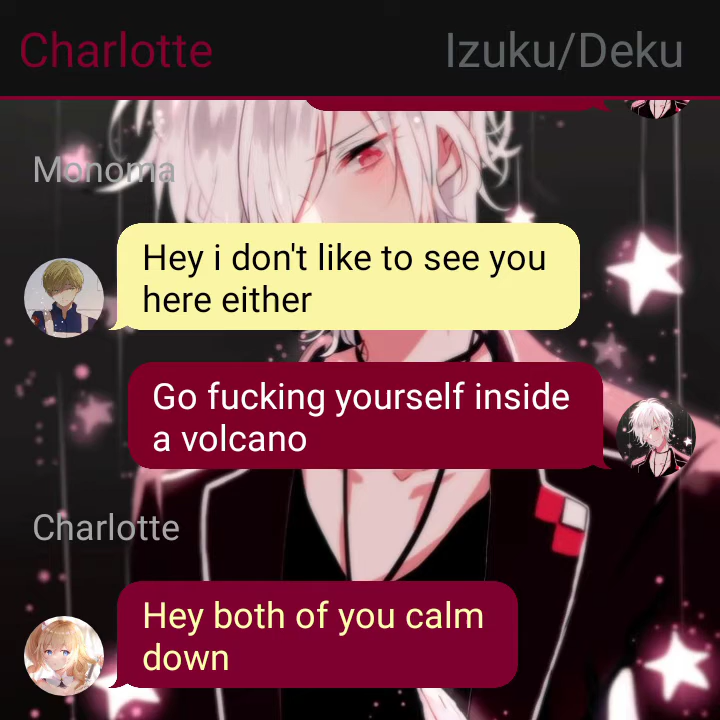 Charlotte Izuku/Deku
Monoma
Hey i don't like to see you
here either
Go fucking yourself inside
a volcano
Charlotte
Hey both of you calm
down